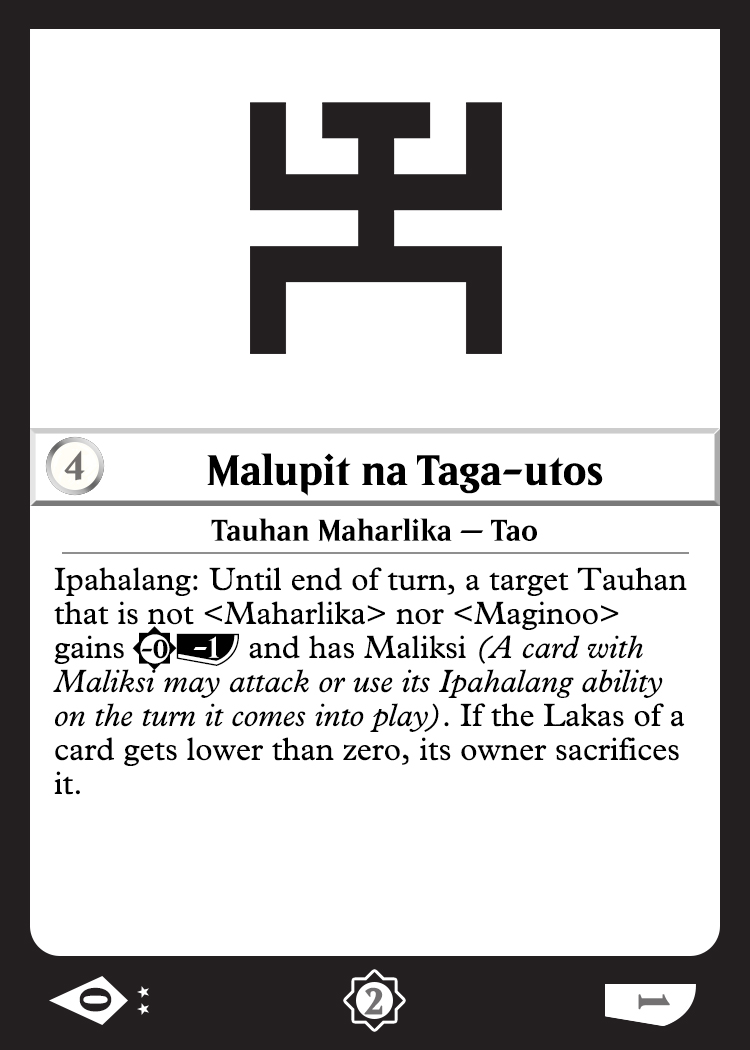 4
Malupit na Taga-utos
Tauhan Maharlika — Tao
Ipahalang: Until end of turn, a target Tauhan
that is not <Maharlika> nor <Maginoo>
gains -0 -1 and has Maliksi (A card with
Maliksi may attack or use its Ipahalang ability
on the turn it comes into play). If the Lakas of a
card gets lower than zero, its owner sacrifices
it.
0
2
1